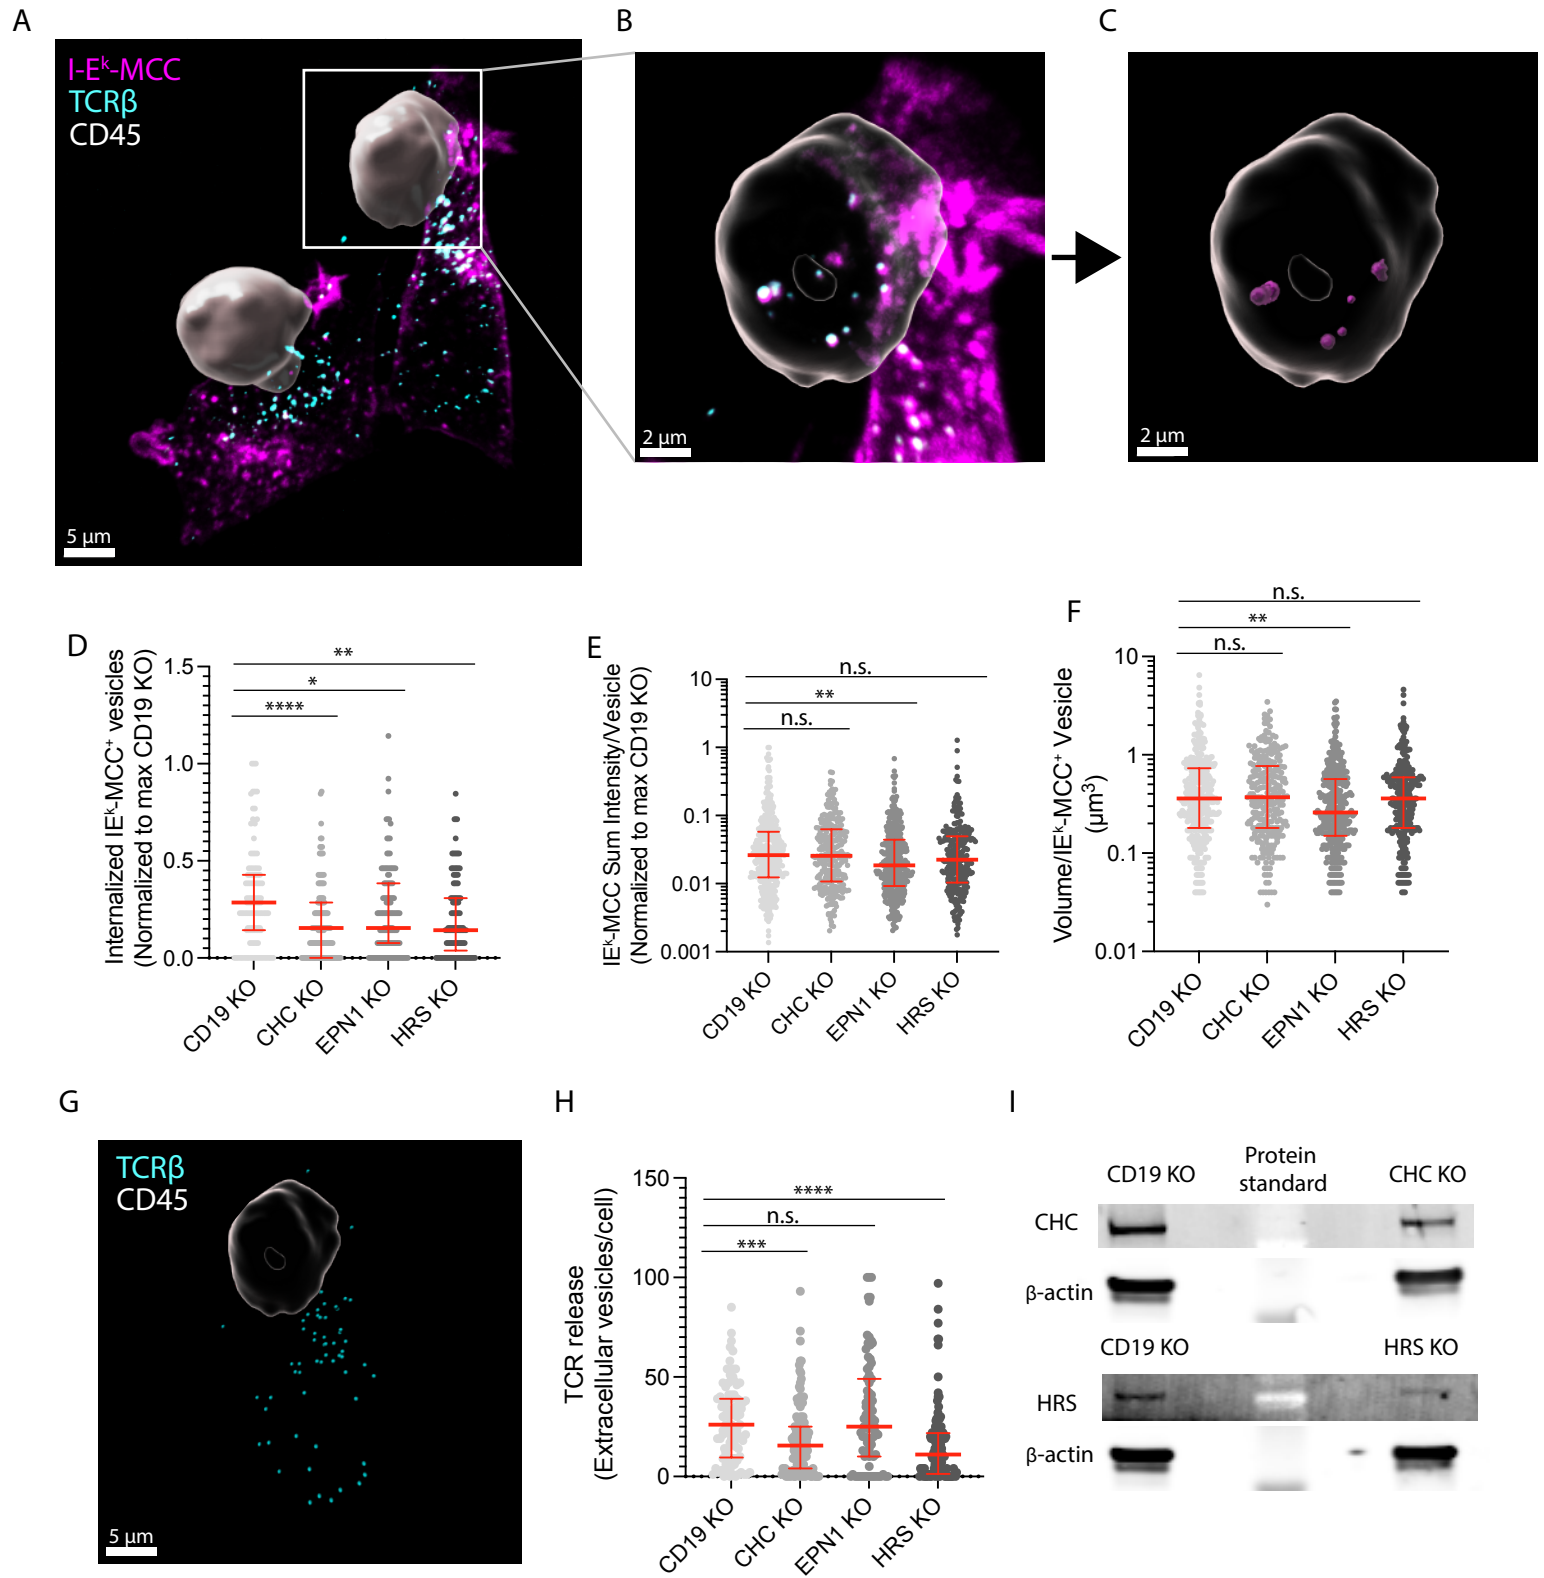 A
I-Eᵏ-MCC
TCRβ
CD45
5 µm
B
2 µm
C
2 µm
D
Internalized IEᵏ-MCC⁺ vesicles
(Normalized to max CD19 KO)
1.5
1.0
0.5
0.0
**
*
****
CD19 KO
CHC KO
EPN1 KO
HRS KO
E
IEᵏ-MCC Sum Intensity/Vesicle
(Normalized to max CD19 KO)
10
1
0.1
0.01
0.001
n.s.
**
n.s.
CD19 KO
CHC KO
EPN1 KO
HRS KO
F
Volume/IEᵏ-MCC⁺ Vesicle
(µm³)
10
1
0.1
0.01
n.s.
**
n.s.
CD19 KO
CHC KO
EPN1 KO
HRS KO
G
TCRβ
CD45
5 µm
H
TCR release
(Extracellular vesicles/cell)
150
100
50
0
****
n.s.
***
CD19 KO
CHC KO
EPN1 KO
HRS KO
I
CD19 KO
Protein
standard
CHC KO
CHC
β-actin
CD19 KO
HRS KO
HRS
β-actin